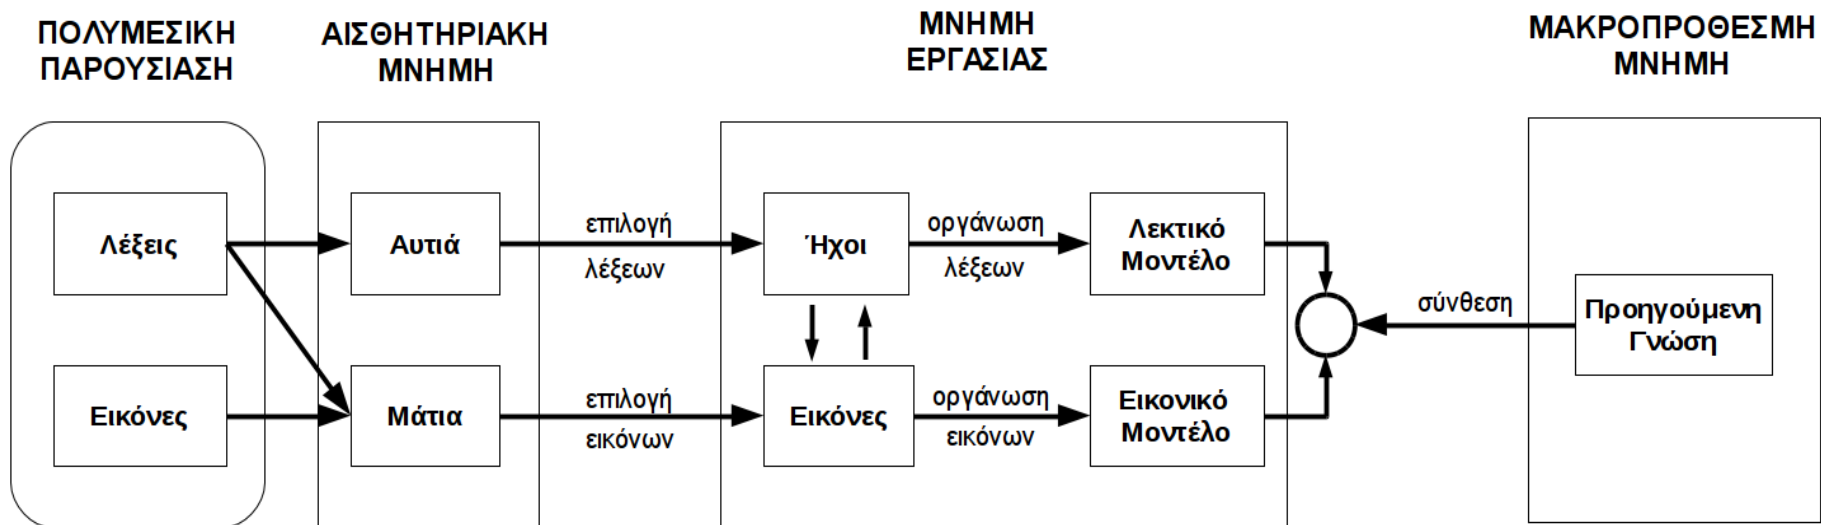 ΠΟΛΥΜΕΣΙΚΗ
ΠΑΡΟΥΣΙΑΣΗ
ΑΙΣΘΗΤΗΡΙΑΚΗ
ΜΝΗΜΗ
ΜΝΗΜΗ
ΕΡΓΑΣΙΑΣ
ΜΑΚΡΟΠΡΟΘΕΣΜΗ
ΜΝΗΜΗ
Λέξεις
Αυτιά
επιλογή
λέξεων
Ήχοι
οργάνωση
λέξεων
Λεκτικό
Μοντέλο
σύνθεση
Προηγούμενη
Γνώση
Εικόνες
Μάτια
επιλογή
εικόνων
Εικόνες
οργάνωση
εικόνων
Εικονικό
Μοντέλο